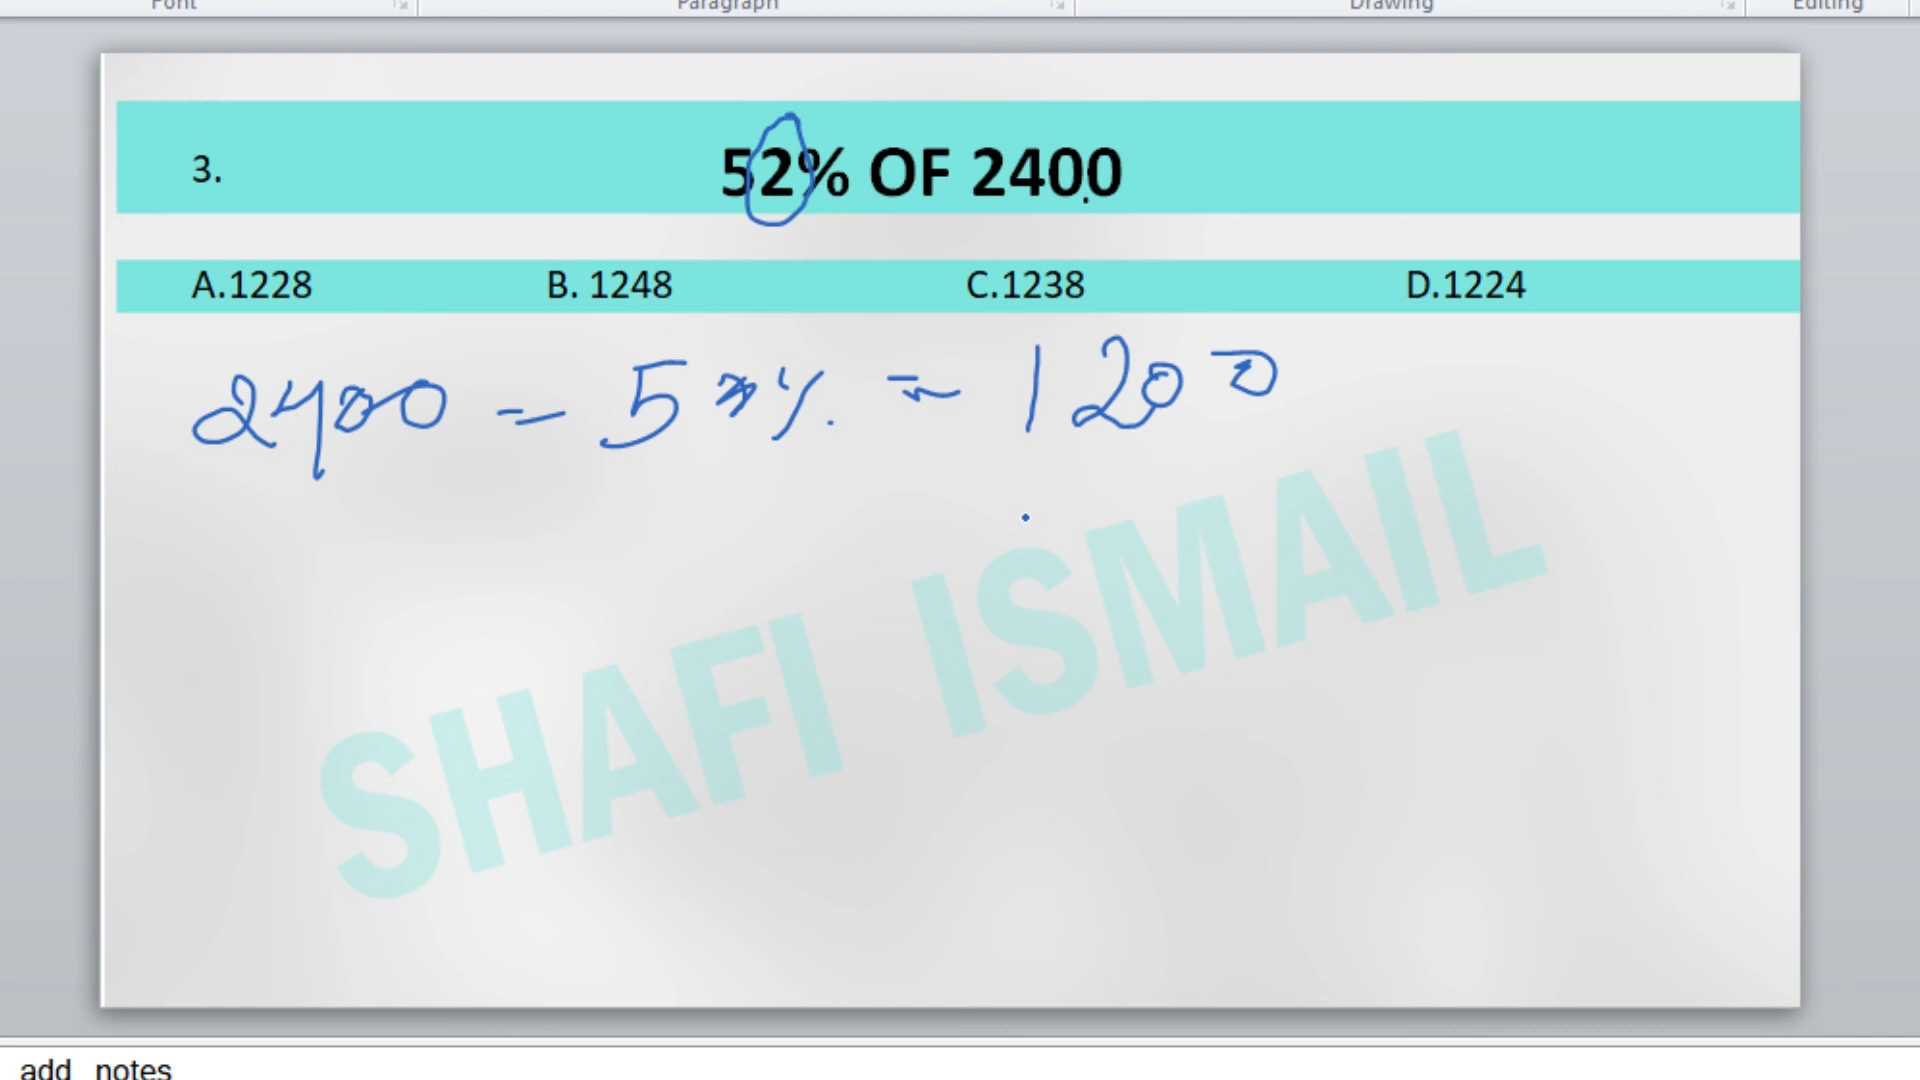 Font Paragraph Drawing Editing
3. 52% OF 2400
A.1228 B. 1248 C.1238 D.1224
2400 = 50% = 1200
SHAFI ISMAIL
add notes